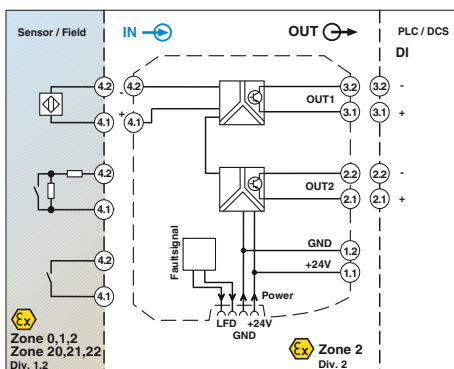 Sensor / Field
IN
OUT
PLC / DCS
DI
4.2
4.2
3.2
3.2
-
-
OUT1
+
4.1
4.1
3.1
3.1
+
4.2
2.2
2.2
-
OUT2
4.1
2.1
2.1
+
GND
1.2
4.2
+24V
1.1
Faultsignal
4.1
Power
LFD
+24V
GND
Ex
Zone 0,1,2
Zone 20,21,22
Div. 1,2
Ex
Zone 2
Div. 2